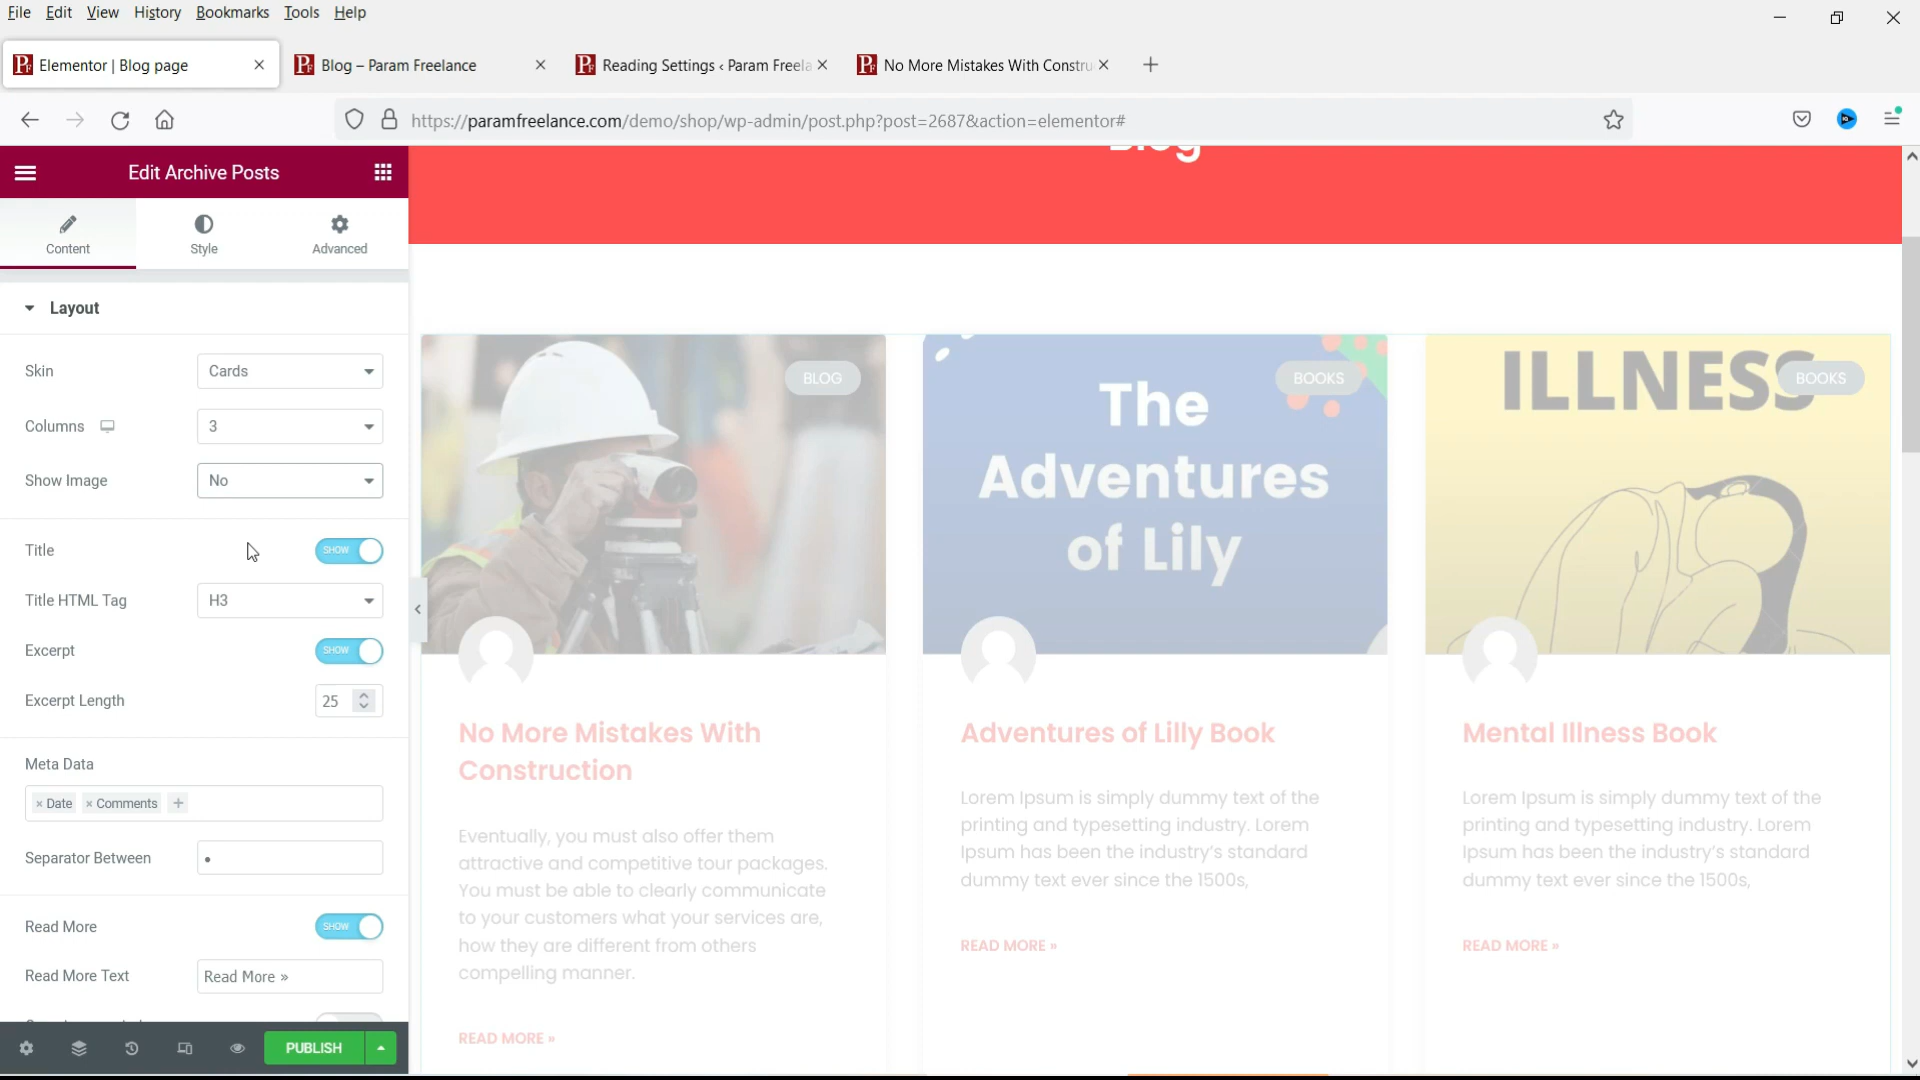 File Edit View History Bookmarks Tools Help
Elementor | Blog page
Blog – Param Freelance
Reading Settings ‹ Param Freela
No More Mistakes With Constru
https://paramfreelance.com/demo/shop/wp-admin/post.php?post=2687&action=elementor#
Edit Archive Posts
Content
Style
Advanced
Layout
Skin
Cards
Columns
3
Show Image
No
Title
SHOW
Title HTML Tag
H3
Excerpt
SHOW
Excerpt Length
25
Meta Data
× Date × Comments +
Separator Between
•
Read More
SHOW
Read More Text
Read More »
PUBLISH
Blog
BLOG
No More Mistakes With
Construction
Eventually, you must also offer them
attractive and competitive tour packages.
You must be able to clearly communicate
to your customers what your services are,
how they are different from others
compelling manner.
READ MORE »
BOOKS
The
Adventures
of Lily
Adventures of Lilly Book
Lorem Ipsum is simply dummy text of the
printing and typesetting industry. Lorem
Ipsum has been the industry's standard
dummy text ever since the 1500s,
READ MORE »
BOOKS
ILLNESS
Mental Illness Book
Lorem Ipsum is simply dummy text of the
printing and typesetting industry. Lorem
Ipsum has been the industry's standard
dummy text ever since the 1500s,
READ MORE »